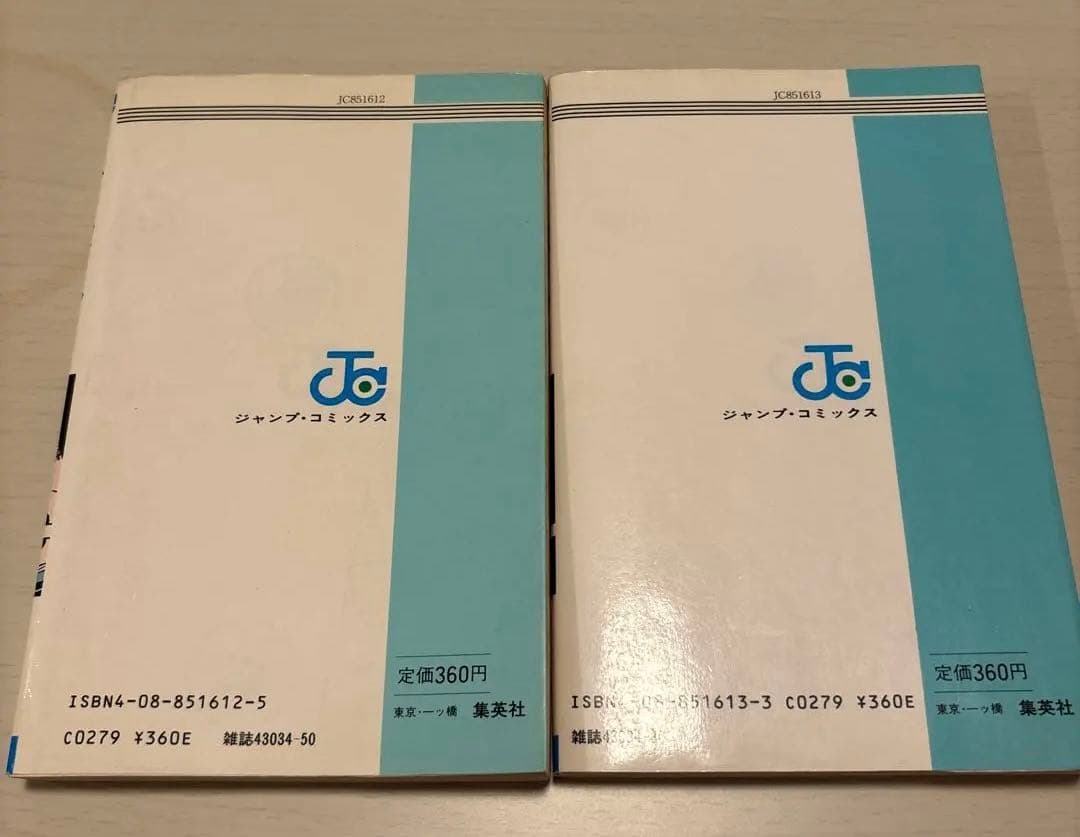 JC851612
JC
ジャンプ・コミックス
定価360円
ISBN4-08-851612-5
東京·一ッ橋 集英社
C0279 ¥360E 雑誌43034-50
JC851613
JC
ジャンプ・コミックス
定価360円
ISBN4-08-851613-3 C0279 ¥360E
東京·一ッ橋 集英社